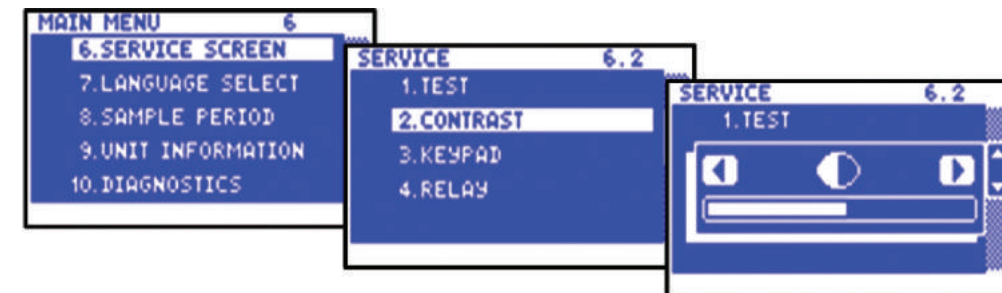 MAIN MENU 6
6.SERVICE SCREEN
7.LANGUAGE SELECT
8.SAMPLE PERIOD
9.UNIT INFORMATION
10.DIAGNOSTICS
SERVICE 6.2
1.TEST
2.CONTRAST
3.KEYPAD
4.RELAY
SERVICE 6.2
1.TEST